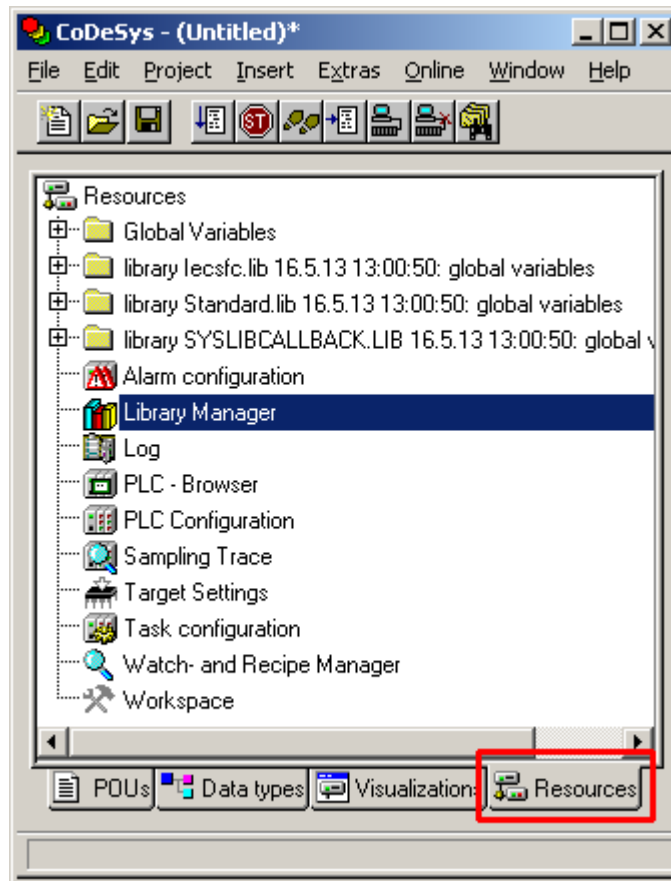 CoDeSys - (Untitled)*
File Edit Project Insert Extras Online Window Help
ST
Resources
Global Variables
library Iecsfc.lib 16.5.13 13:00:50: global variables
library Standard.lib 16.5.13 13:00:50: global variables
library SYSLIBCALLBACK.LIB 16.5.13 13:00:50: global v
Alarm configuration
Library Manager
Log
PLC - Browser
PLC Configuration
Sampling Trace
Target Settings
Task configuration
Watch- and Recipe Manager
Workspace
POUs Data types Visualizations Resources